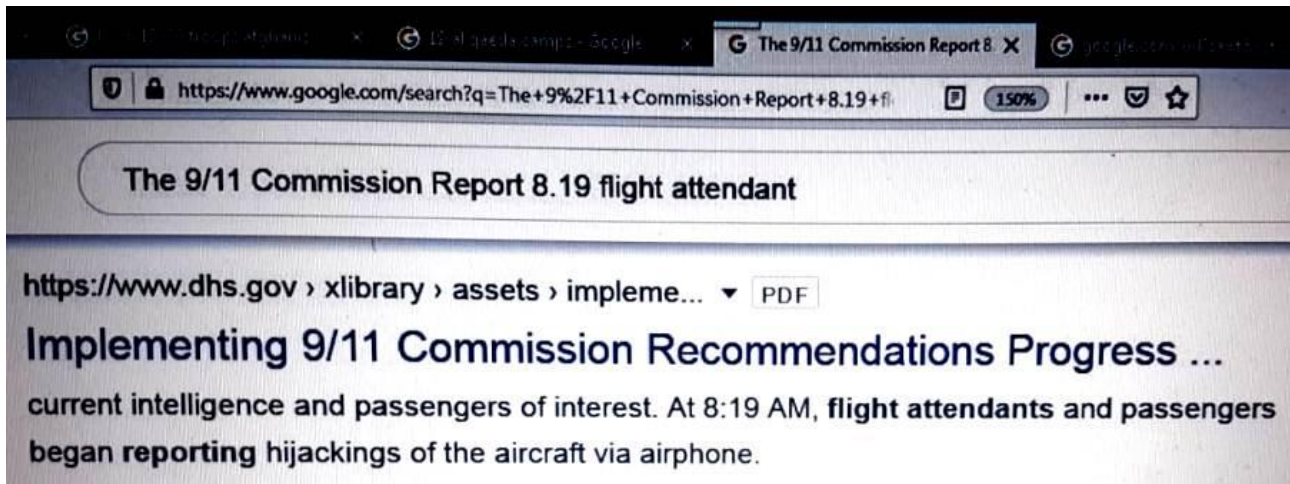 The 9/11 Commission Report 8
https://www.google.com/search?q=The+9%2F11+Commission+Report+8.19+fl
150%
The 9/11 Commission Report 8.19 flight attendant
https://www.dhs.gov › xlibrary › assets › impleme... PDF
Implementing 9/11 Commission Recommendations Progress ...
current intelligence and passengers of interest. At 8:19 AM, flight attendants and passengers
began reporting hijackings of the aircraft via airphone.